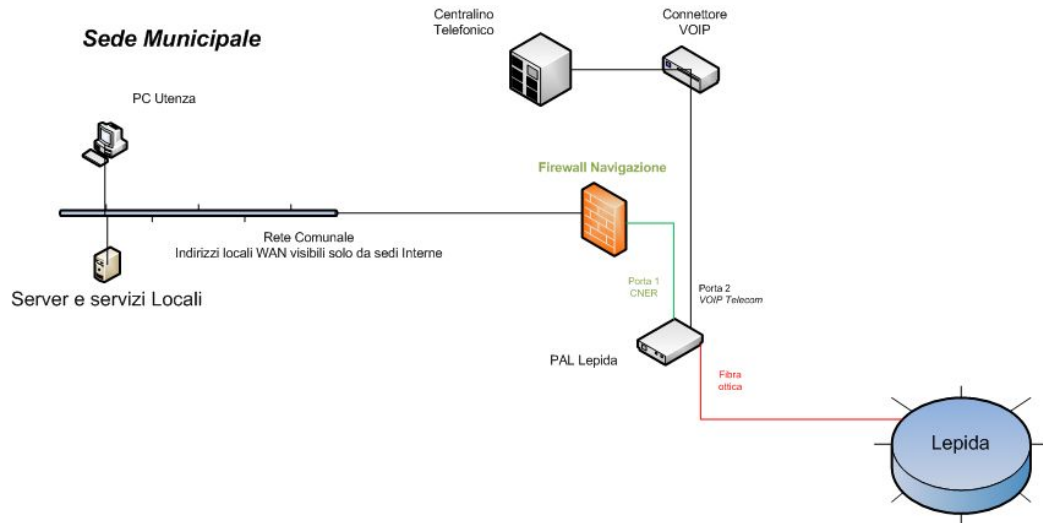 Sede Municipale
Centralino
Telefonico
Connettore
VOIP
PC Utenza
Firewall Navigazione
Rete Comunale
Indirizzi locali WAN visibili solo da sedi Interne
Server e servizi Locali
Porta 1
CNER
Porta 2
VOIP Telecom
PAL Lepida
Fibra
ottica
Lepida